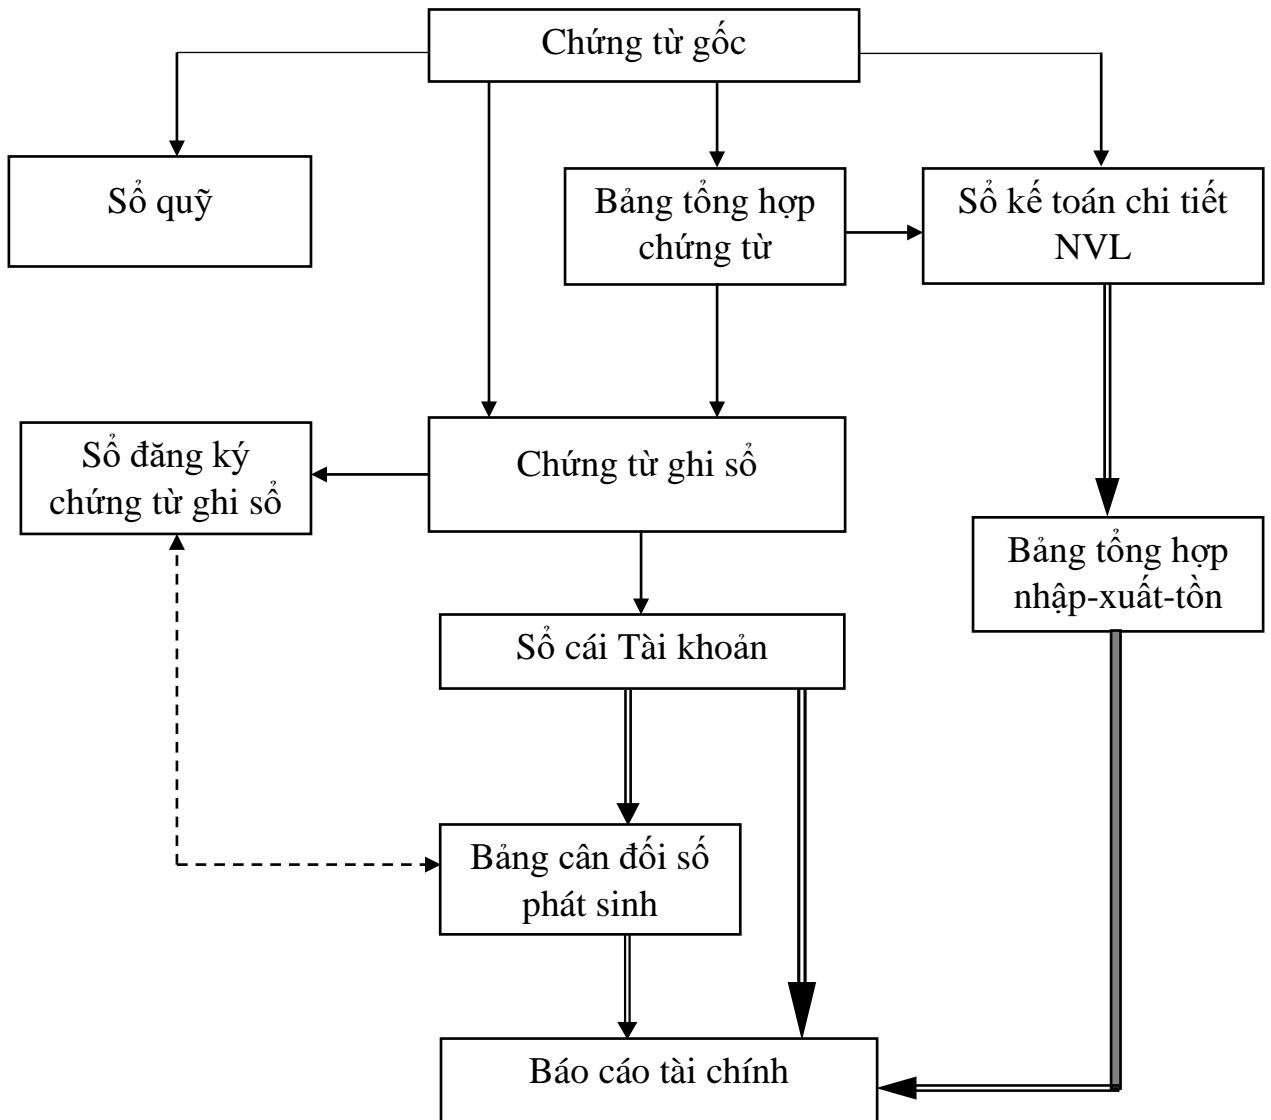 Chứng từ gốc
Sổ quỹ
Bảng tổng hợp
chứng từ
Sổ kế toán chi tiết
NVL
Sổ đăng ký
chứng từ ghi sổ
Chứng từ ghi sổ
Bảng tổng hợp
nhập-xuất-tồn
Sổ cái Tài khoản
Bảng cân đối số
phát sinh
Báo cáo tài chính